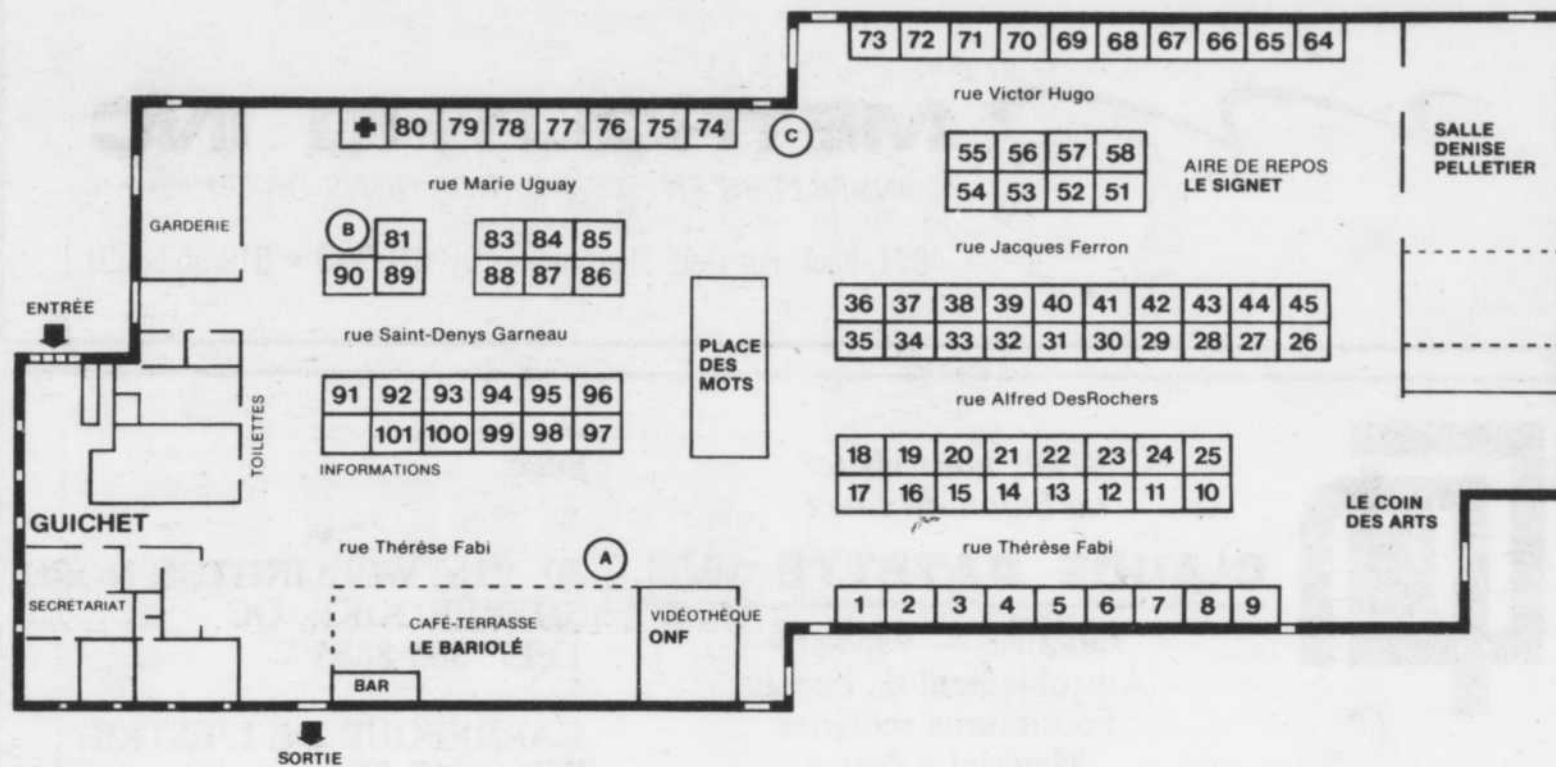 73 72 71 70 69 68 67 66 65 64
rue Victor Hugo
✚ 80 79 78 77 76 75 74
C
55 56 57 58
54 53 52 51
AIRE DE REPOS
LE SIGNET
SALLE
DENISE
PELLETIER
rue Marie Uguay
GARDERIE
B
81
83 84 85
90 89
88 87 86
rue Jacques Ferron
ENTRÉE
rue Saint-Denys Garneau
PLACE
DES
MOTS
36 37 38 39 40 41 42 43 44 45
35 34 33 32 31 30 29 28 27 26
rue Alfred DesRochers
91 92 93 94 95 96
101 100 99 98 97
INFORMATIONS
TOILETTES
18 19 20 21 22 23 24 25
17 16 15 14 13 12 11 10
LE COIN
DES ARTS
GUICHET
rue Thérèse Fabi
A
rue Thérèse Fabi
SECRÉTARIAT
CAFÉ-TERRASSE
LE BARIOLÉ
BAR
VIDÉOTHÈQUE
ONF
1 2 3 4 5 6 7 8 9
SORTIE